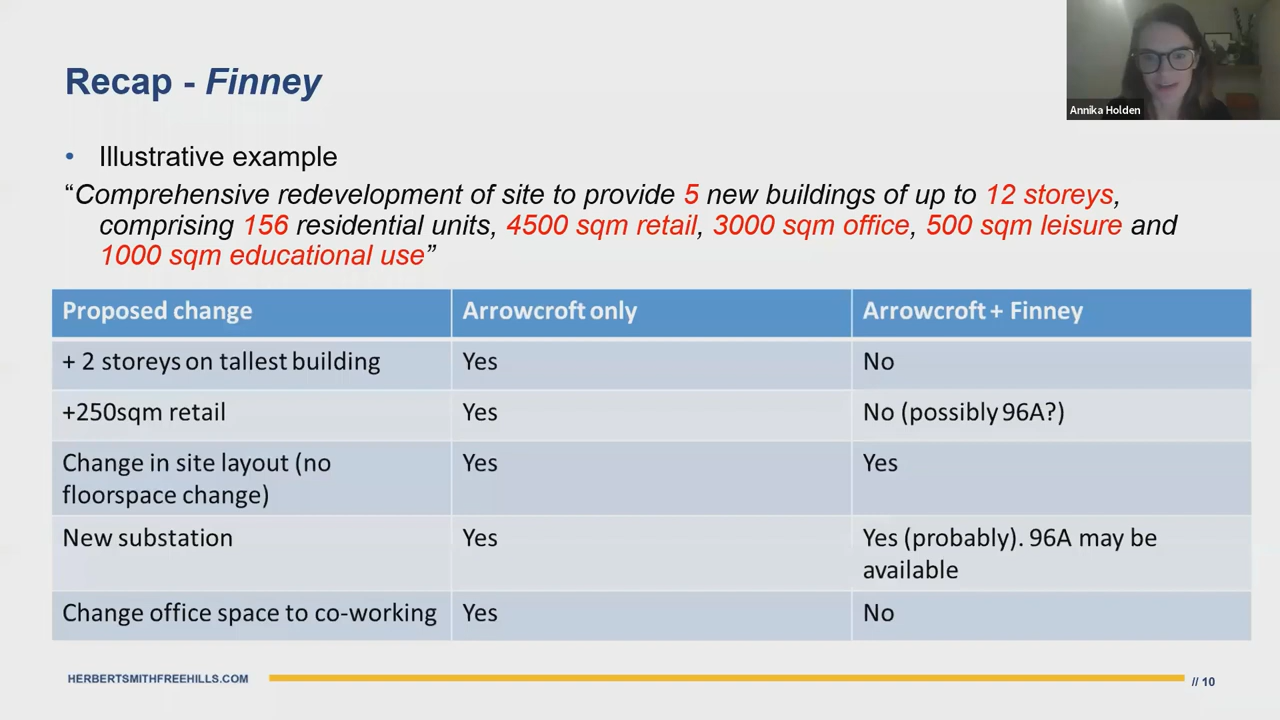 Recap - Finney
Annika Holden
• Illustrative example
“Comprehensive redevelopment of site to provide 5 new buildings of up to 12 storeys,
comprising 156 residential units, 4500 sqm retail, 3000 sqm office, 500 sqm leisure and
1000 sqm educational use”
Proposed change Arrowcroft only Arrowcroft + Finney
+ 2 storeys on tallest building Yes No
+250sqm retail Yes No (possibly 96A?)
Change in site layout (no Yes Yes
floorspace change)
New substation Yes Yes (probably). 96A may be
available
Change office space to co-working Yes No
HERBERTSMITHFREEHILLS.COM // 10